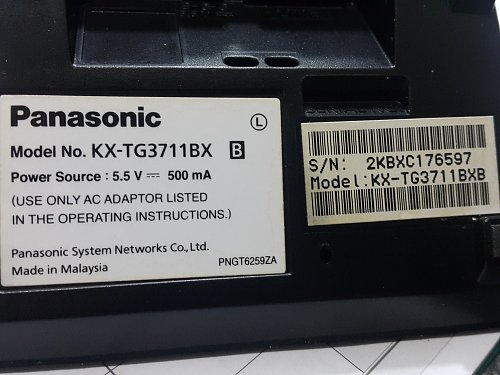 Panasonic
Ⓛ
Model No. KX-TG3711BX B
Power Source : 5.5 V ⎓ 500 mA
(USE ONLY AC ADAPTOR LISTED
IN THE OPERATING INSTRUCTIONS.)
Panasonic System Networks Co., Ltd.
Made in Malaysia
PNGT6259ZA
S/N: 2KBXC176597
Model:KX-TG3711BXB